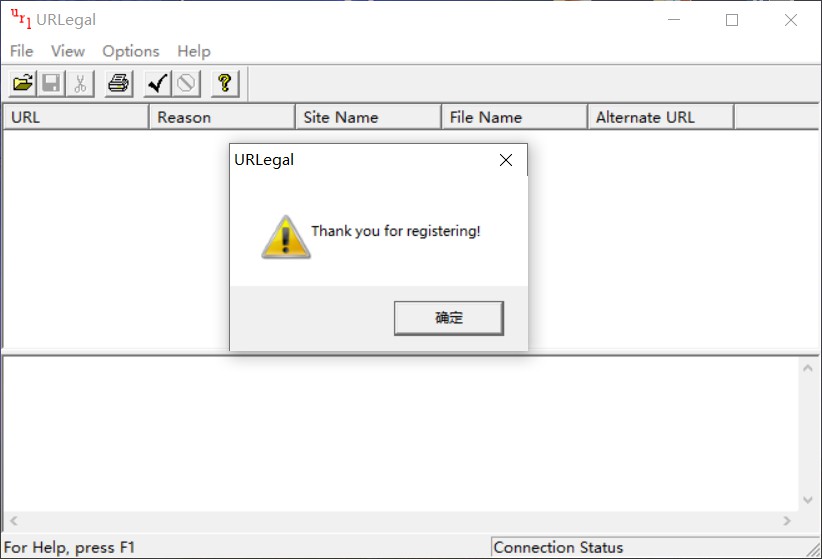 url URLegal
File View Options Help
URL Reason Site Name File Name Alternate URL
URLegal
Thank you for registering!
确定
For Help, press F1
Connection Status